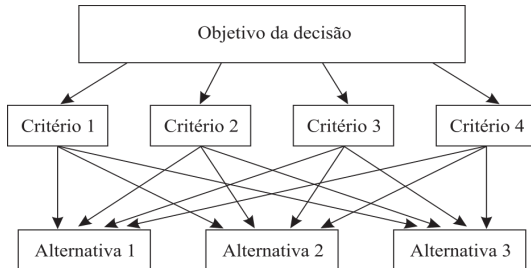 Objetivo da decisão
Critério 1 Critério 2 Critério 3 Critério 4
Alternativa 1 Alternativa 2 Alternativa 3